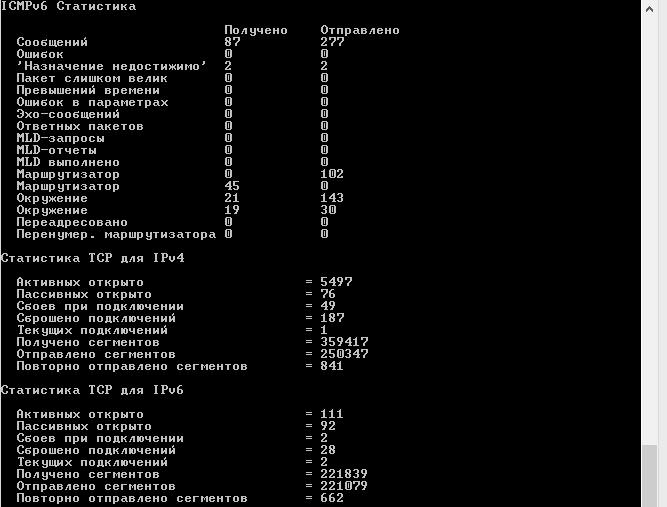 ICMPv6 Статистика
Получено Отправлено
Сообщений 87 277
Ошибок 0 0
'Назначение недостижимо' 2 2
Пакет слишком велик 0 0
Превышений времени 0 0
Ошибок в параметрах 0 0
Эхо-сообщений 0 0
Ответных пакетов 0 0
MLD-запросы 0 0
MLD-отчеты 0 0
MLD выполнено 0 0
Маршрутизатор 0 102
Маршрутизатор 45 0
Окружение 21 143
Окружение 19 30
Переадресовано 0 0
Перенумер. маршрутизатора 0 0
Статистика TCP для IPv4
Активных открыто = 5497
Пассивных открыто = 76
Сбоев при подключении = 49
Сброшено подключений = 187
Текущих подключений = 1
Получено сегментов = 359417
Отправлено сегментов = 250347
Повторно отправлено сегментов = 841
Статистика TCP для IPv6
Активных открыто = 111
Пассивных открыто = 92
Сбоев при подключении = 2
Сброшено подключений = 28
Текущих подключений = 2
Получено сегментов = 221839
Отправлено сегментов = 221079
Повторно отправлено сегментов = 662